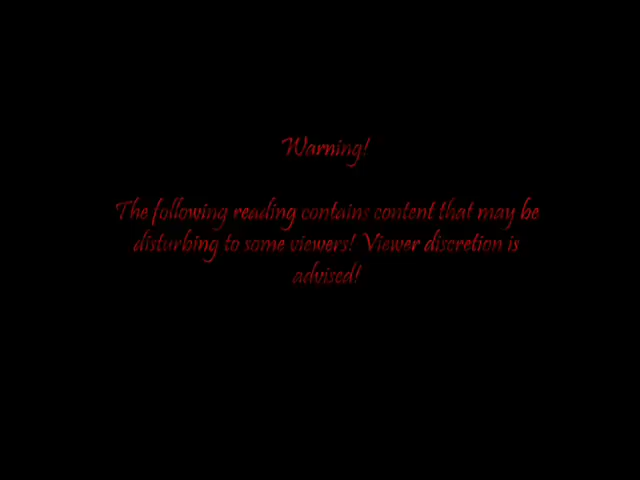 Warning!
The following reading contains content that may be
disturbing to some viewers! Viewer discretion is
advised!